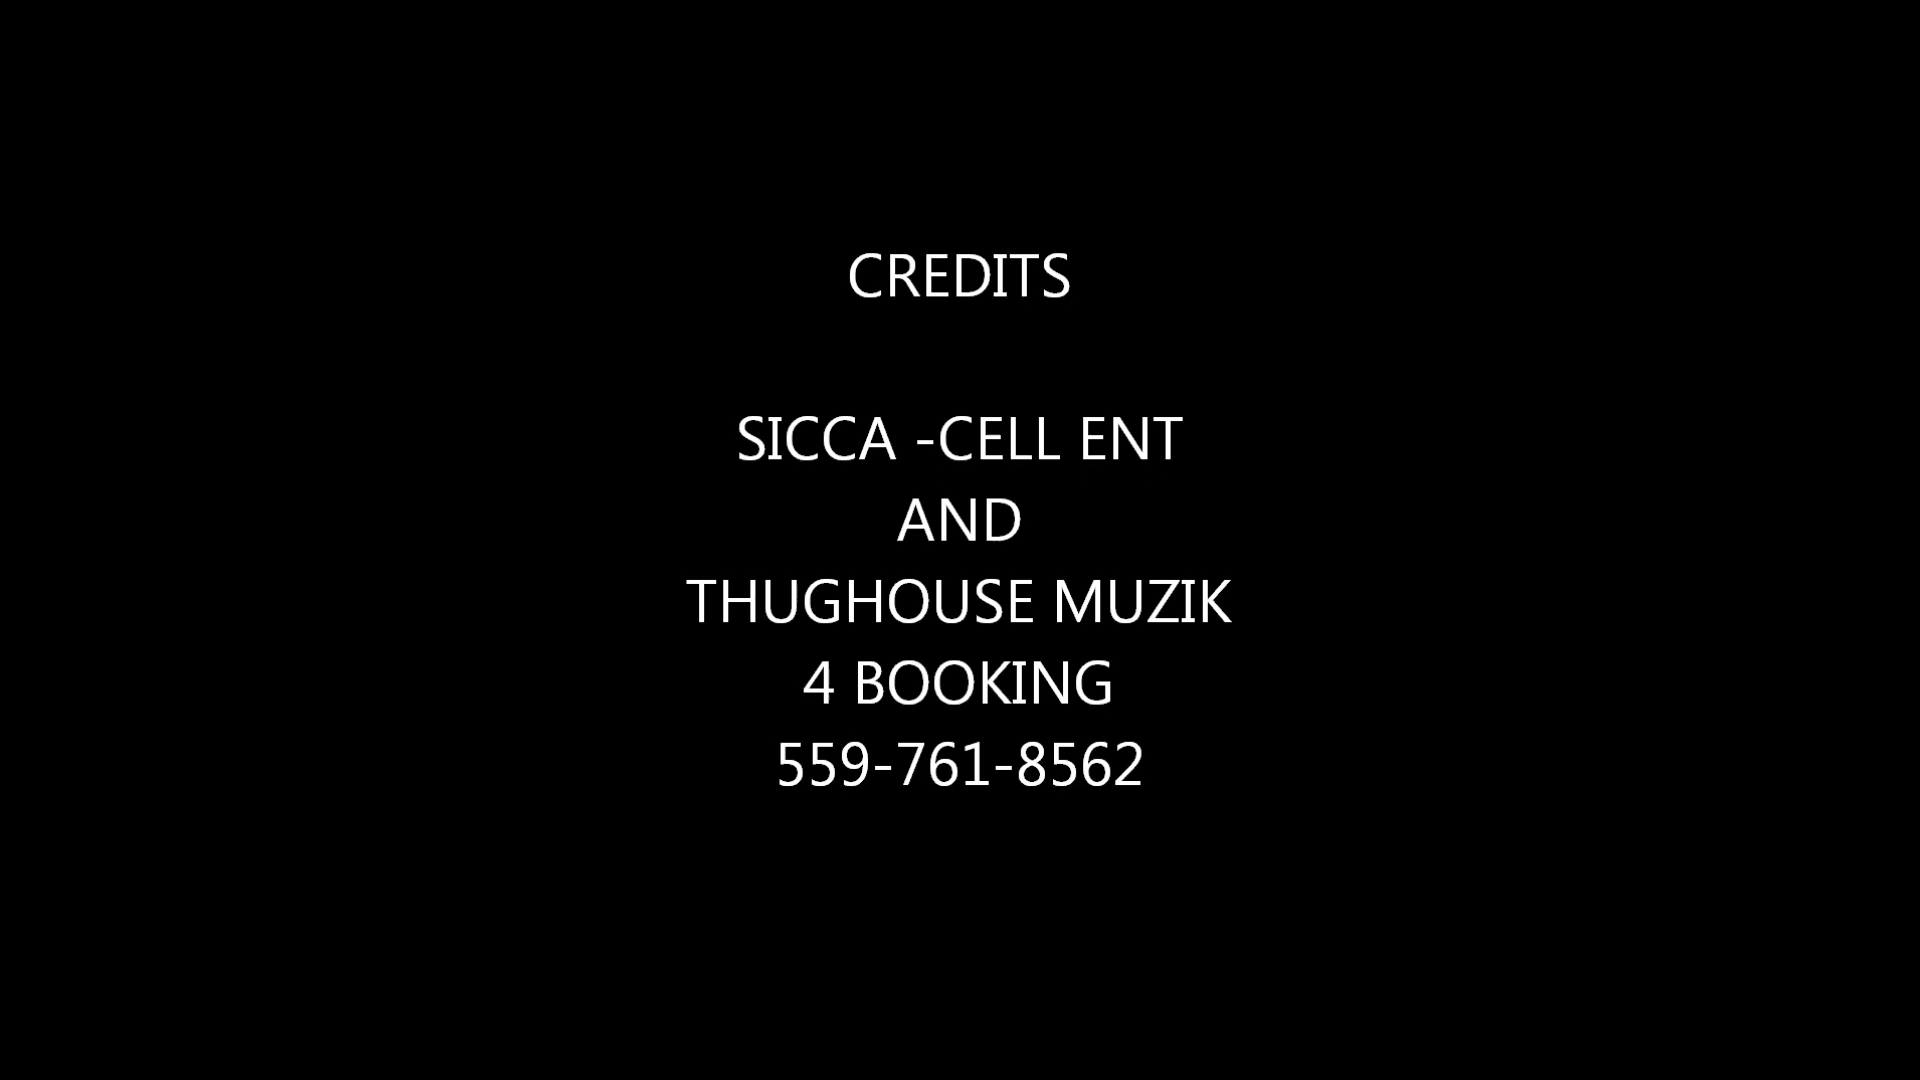 CREDITS
SICCA -CELL ENT
AND
THUGHOUSE MUZIK
4 BOOKING
559-761-8562